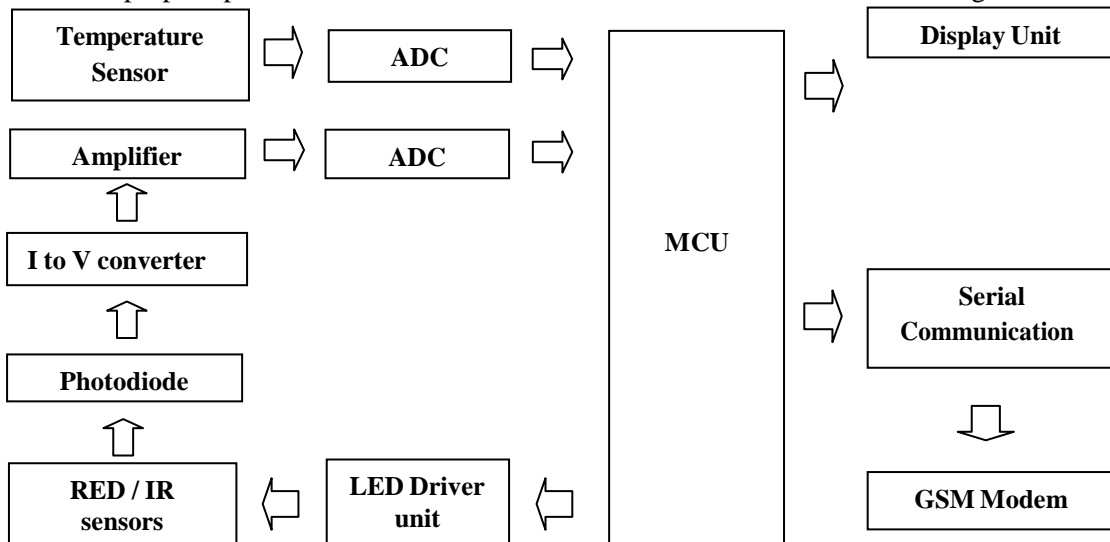 Temperature
Sensor
ADC
Display Unit
Amplifier
ADC
I to V converter
MCU
Serial
Communication
Photodiode
RED / IR
sensors
LED Driver
unit
GSM Modem